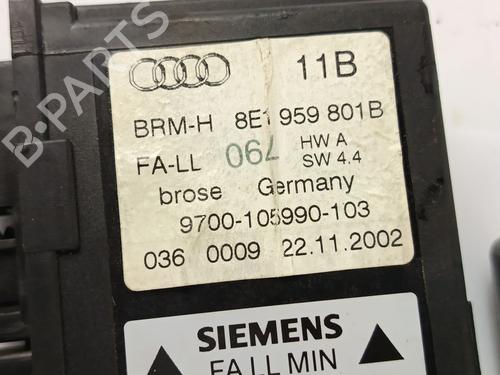 11B
BRM-H 8E1 959 801B
FA-LL 067 HW A
SW 4.4
brose Germany
9700-105990-103
036 0009 22.11.2002
SIEMENS
FA LL MIN
B-Parts